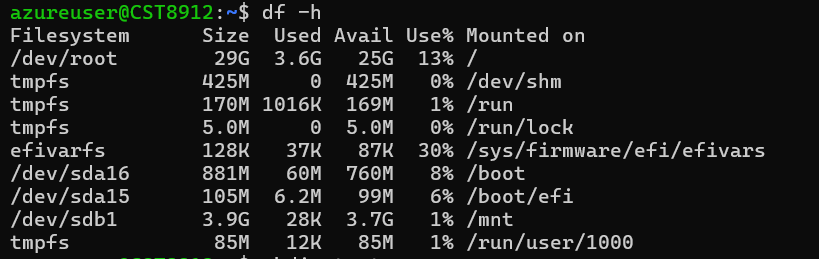 azureuser@CST8912:~$ df -h
Filesystem      Size  Used Avail Use% Mounted on
/dev/root        29G  3.6G   25G  13% /
tmpfs           425M     0  425M   0% /dev/shm
tmpfs           170M 1016K  169M   1% /run
tmpfs           5.0M     0  5.0M   0% /run/lock
efivarfs        128K   37K   87K  30% /sys/firmware/efi/efivars
/dev/sda16      881M   60M  760M   8% /boot
/dev/sda15      105M  6.2M   99M   6% /boot/efi
/dev/sdb1       3.9G   28K  3.7G   1% /mnt
tmpfs            85M   12K   85M   1% /run/user/1000